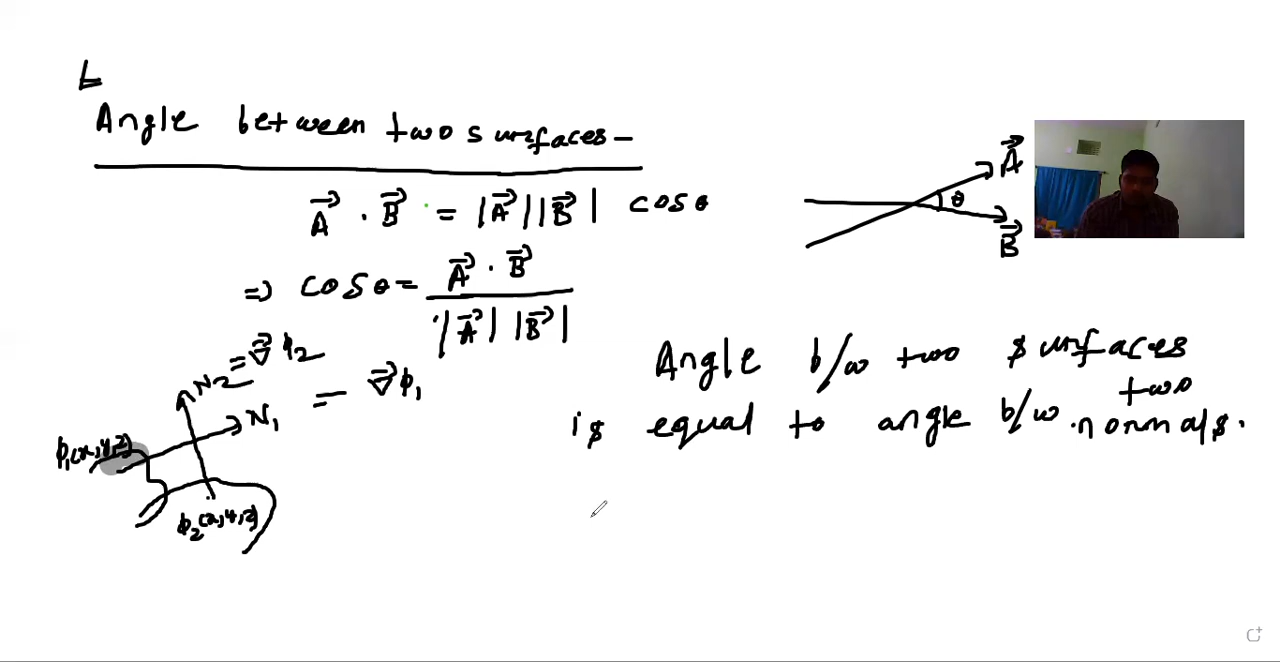 Angle between two surfaces –
A⃗ · B⃗ = |A⃗| |B⃗| cosθ
⇒ cosθ = A⃗ · B⃗ / |A⃗| |B⃗|
A⃗
θ
B⃗
N₂ = ∇⃗ϕ₂
N₁ = ∇⃗ϕ₁
ϕ₁(x,y,z)
ϕ₂(x,y,z)
Angle b/w two surfaces
is equal to angle b/w two normals.